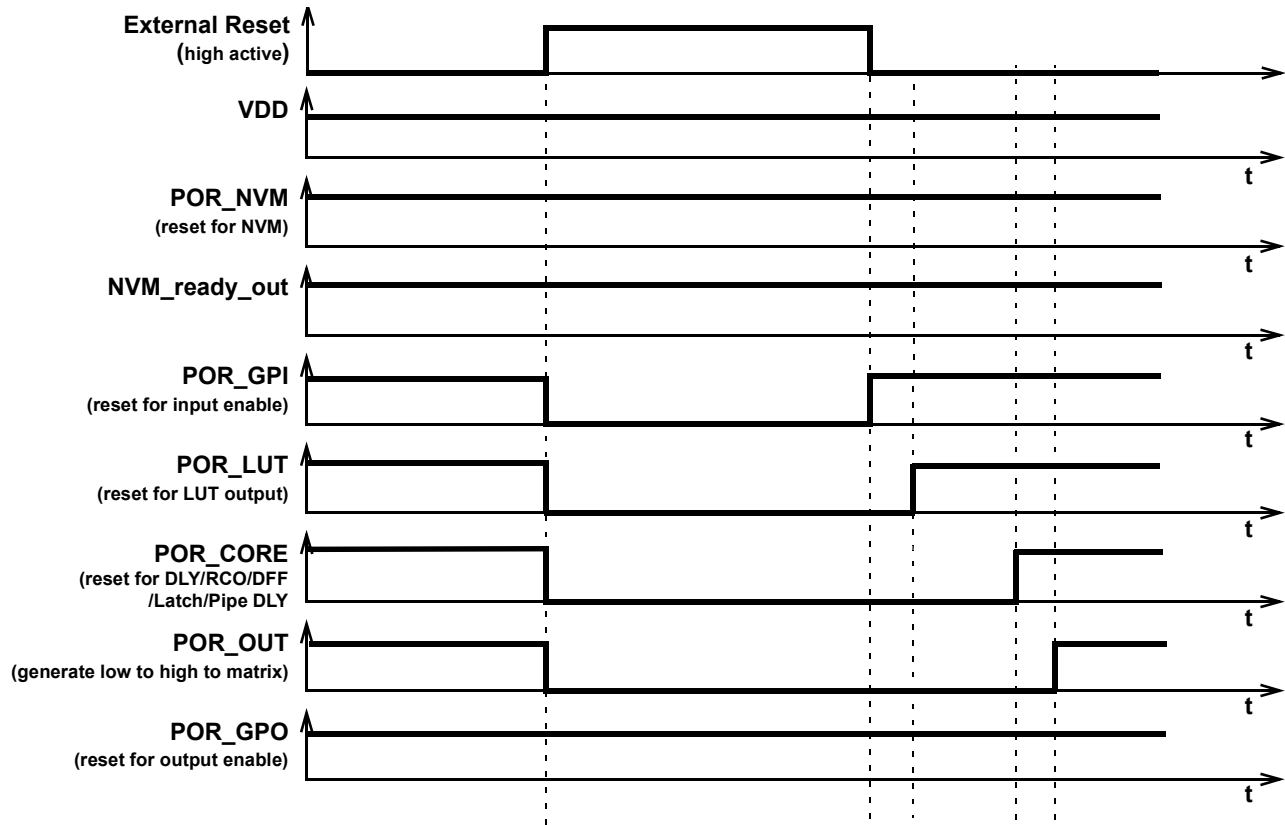 External Reset
(high active)
VDD
t
POR_NVM
(reset for NVM)
t
NVM_ready_out
t
POR_GPI
(reset for input enable)
t
POR_LUT
(reset for LUT output)
t
POR_CORE
(reset for DLY/RCO/DFF
/Latch/Pipe DLY
t
POR_OUT
(generate low to high to matrix)
t
POR_GPO
(reset for output enable)
t